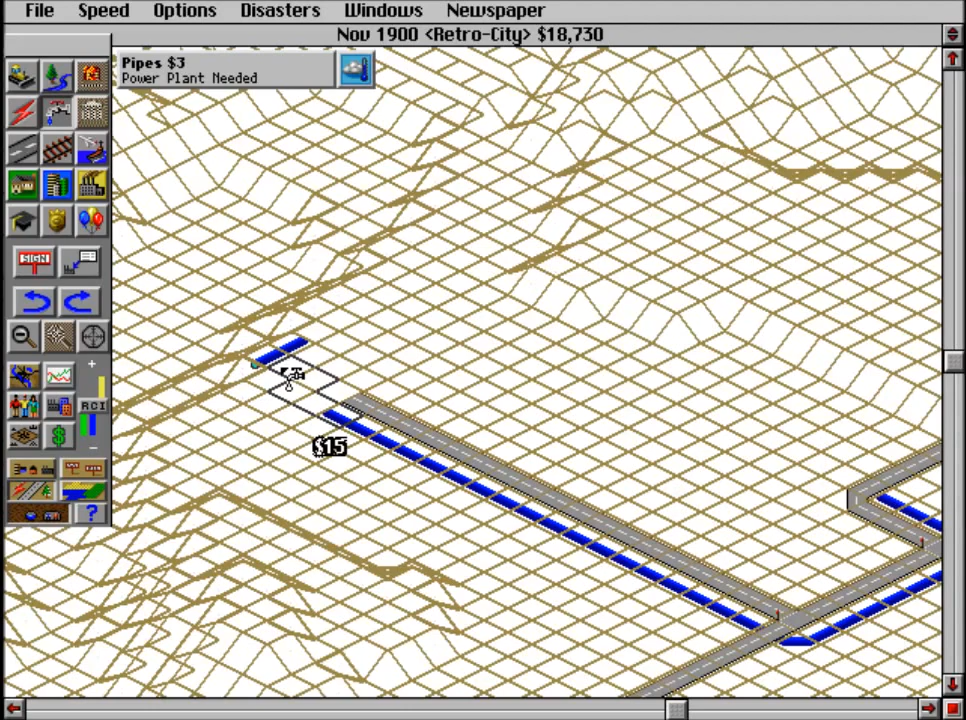 File Speed Options Disasters Windows Newspaper
Nov 1900 <Retro-City> $18,730
Pipes $3
Power Plant Needed
SIGN
+
RCI
−
?
$15